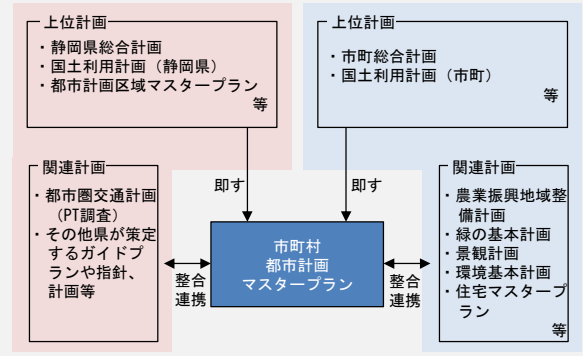 上位計画
・静岡県総合計画
・国土利用計画（静岡県）
・都市計画区域マスタープラン
等
上位計画
・市町総合計画
・国土利用計画（市町）
等
関連計画
・都市圏交通計画
（PT調査）
・その他県が策定
するガイドプ
ランや指針、
計画等
即す
即す
市町村
都市計画
マスタープラン
整合
連携
整合
連携
関連計画
・農業振興地域整
備計画
・緑の基本計画
・景観計画
・環境基本計画
・住宅マスタープ
ラン
等